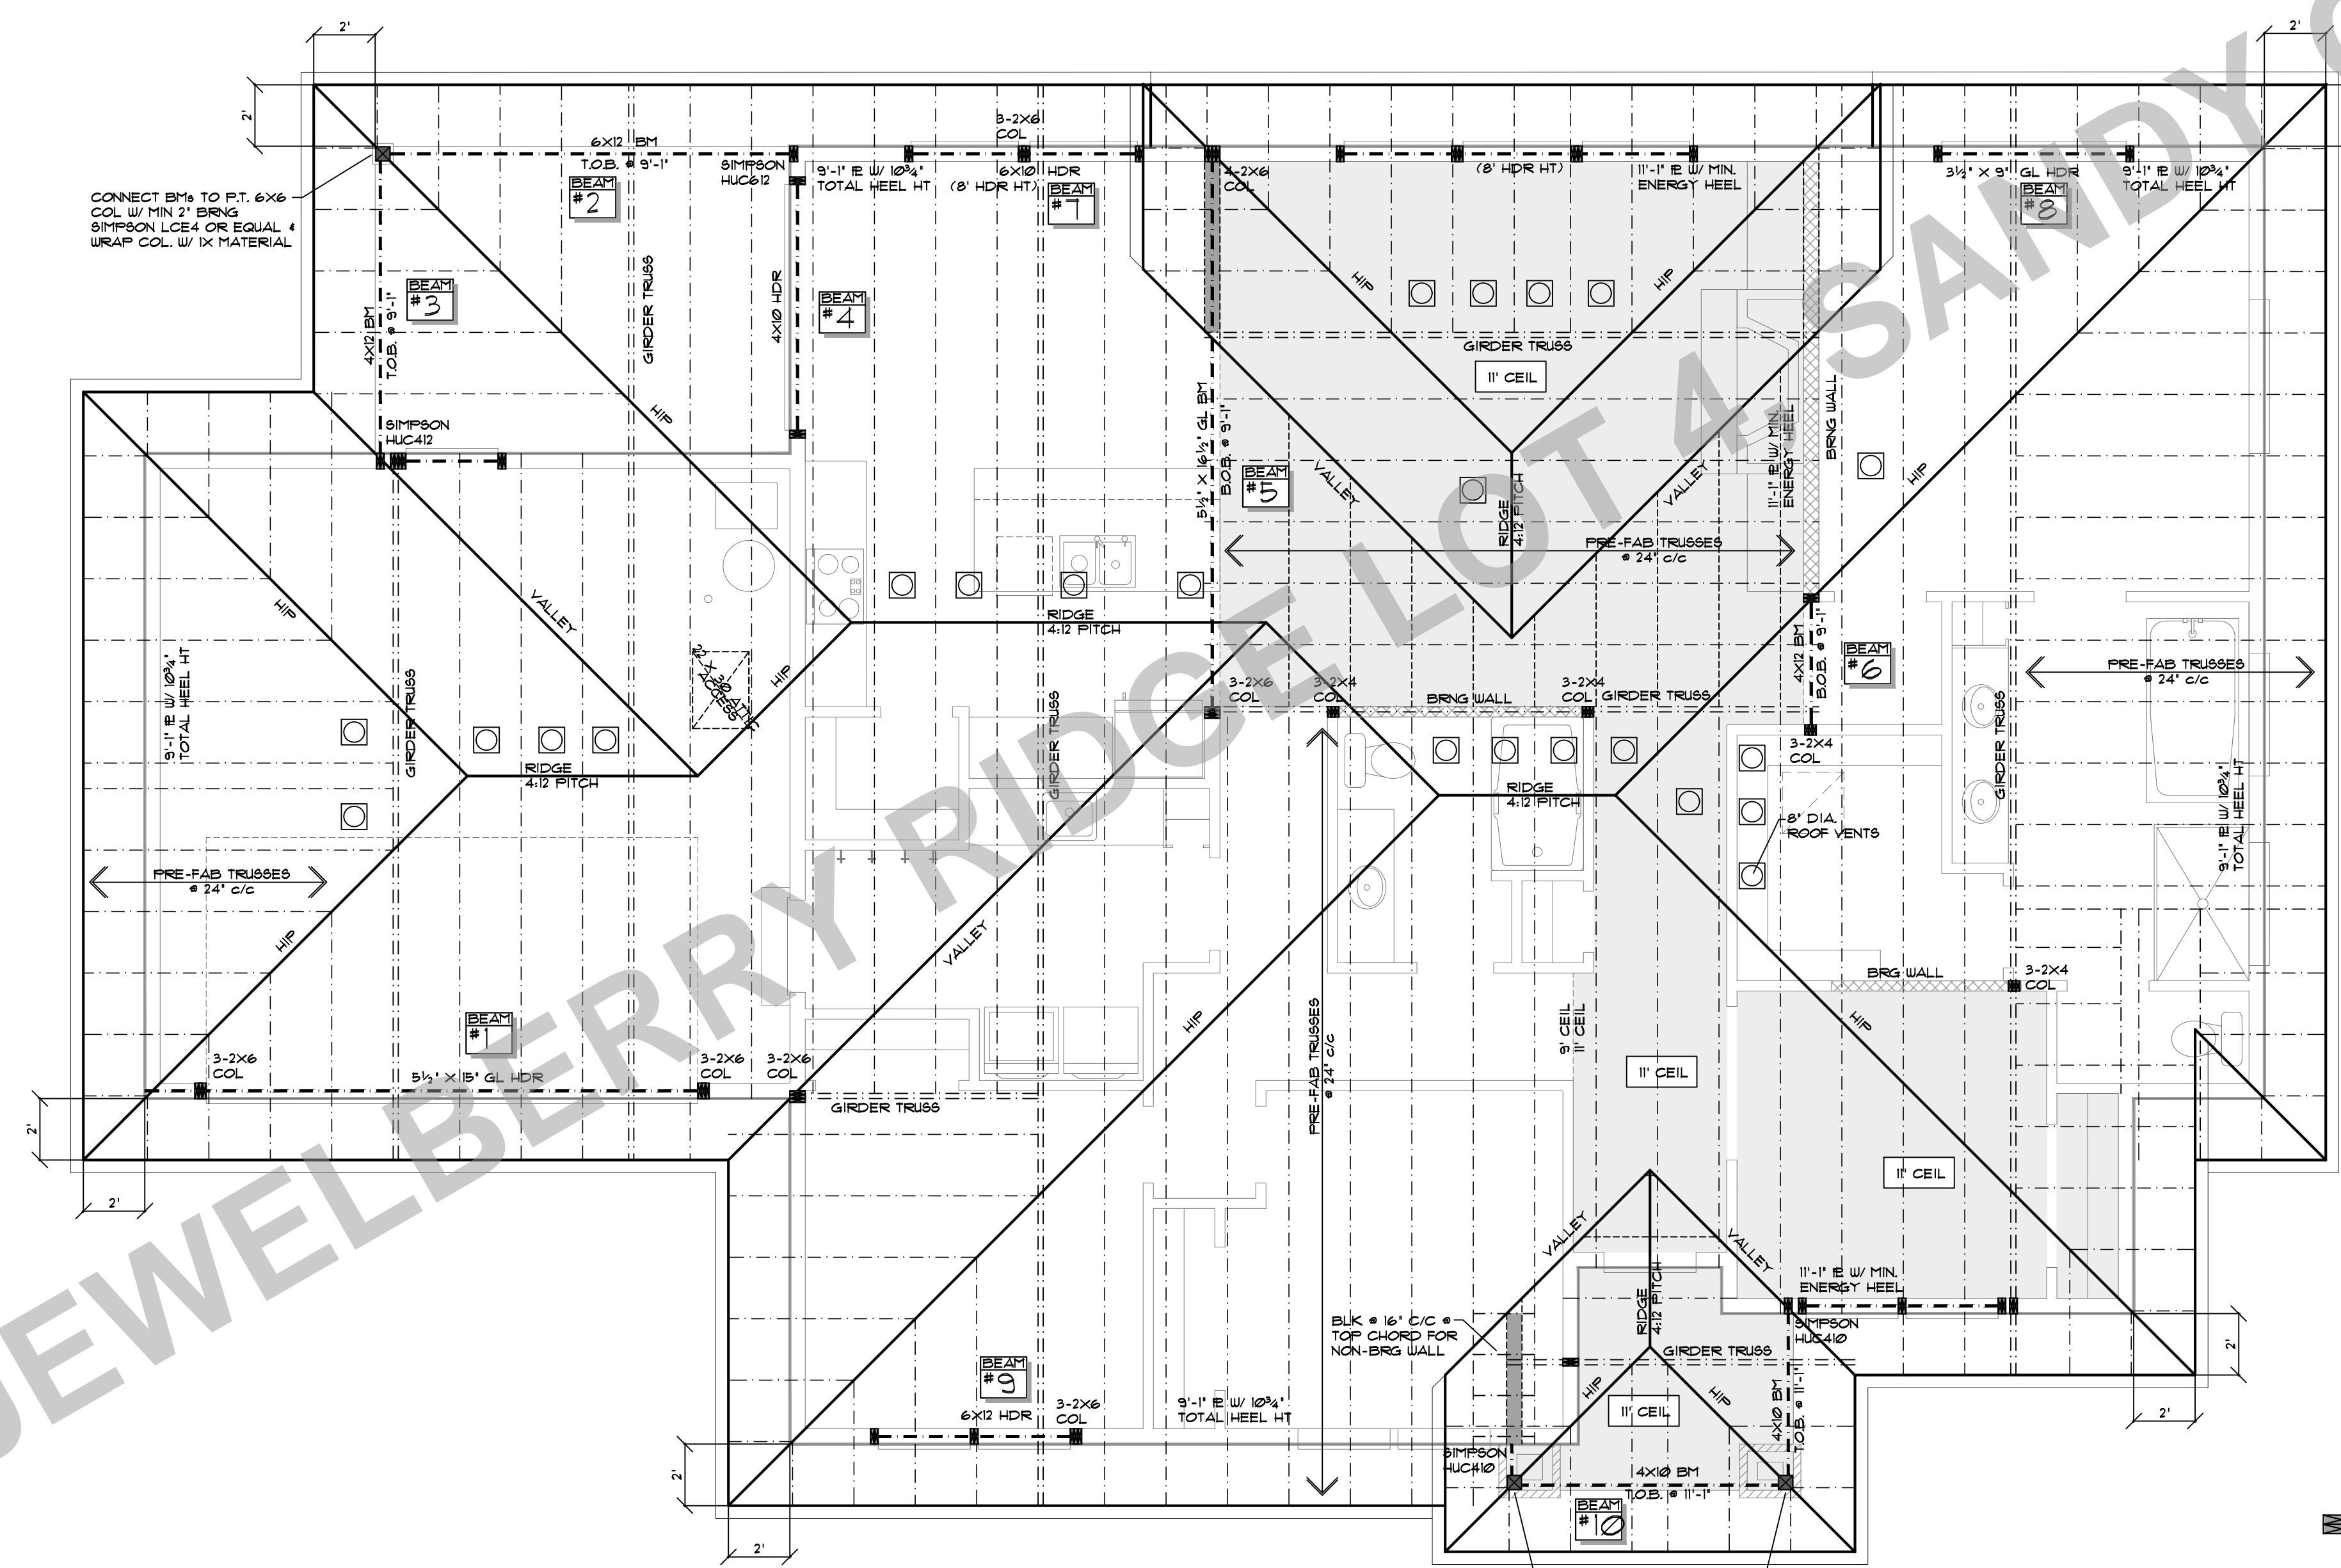 2'
2'
2'
3-2X6
COL
6X12 BM
T.O.B. @ 9'-1"
BEAM
#2
SIMPSON
HUC612
9'-1" PL W/ 10¾"
TOTAL HEEL HT
6X10 HDR
(8' HDR HT)
BEAM
#7
4-2X6
COL
(8' HDR HT)
11'-1" PL W/ MIN.
ENERGY HEEL
3½" X 9" GL HDR
BEAM
#8
9'-1" PL W/ 10¾"
TOTAL HEEL HT
CONNECT BMs TO P.T. 6X6
COL W/ MIN 2" BRNG
SIMPSON LCE4 OR EQUAL &
WRAP COL. W/ 1X MATERIAL
BEAM
#3
4X12 BM
T.O.B. @ 9'-1"
GIRDER TRUSS
4X10 HDR
BEAM
#4
HIP
HIP
GIRDER TRUSS
11' CEIL
HIP
SIMPSON
HUC412
5½" X 16½" GL BM
B.O.B. @ 9'-1"
BEAM
#5
VALLEY
RIDGE
4:12 PITCH
VALLEY
11'-1" PL W/ MIN.
ENERGY HEEL
BRNG WALL
HIP
PRE-FAB TRUSSES
@ 24" c/c
HIP
VALLEY
RIDGE
4:12 PITCH
4X12 BM
B.O.B. @ 9'-1"
BEAM
#6
PRE-FAB TRUSSES
@ 24" c/c
9'-1" PL W/ 10¾"
TOTAL HEEL HT
GIRDER TRUSS
22 X 30 ATTIC
ACCESS
HIP
GIRDER TRUSS
3-2X6
COL
3-2X4
COL
BRNG WALL
3-2X4
COL
GIRDER TRUSS
3-2X4
COL
GIRDER TRUSS
RIDGE
4:12 PITCH
RIDGE
4:12 PITCH
8" DIA.
ROOF VENTS
9'-1" PL W/ 10¾"
TOTAL HEEL HT
PRE-FAB TRUSSES
@ 24" c/c
HIP
VALLEY
BRG WALL
3-2X4
COL
HIP
HIP
PRE-FAB TRUSSES
@ 24" c/c
9' CEIL
11' CEIL
11' CEIL
BEAM
#1
3-2X6
COL
5½" X 15" GL HDR
3-2X6
COL
3-2X6
COL
GIRDER TRUSS
2'
2'
11' CEIL
VALLEY
VALLEY
RIDGE
4:12 PITCH
11'-1" PL W/ MIN.
ENERGY HEEL
SIMPSON
HUC410
BLK @ 16" C/C @
TOP CHORD FOR
NON-BRG WALL
GIRDER TRUSS
2'
BEAM
#9
6X12 HDR
3-2X6
COL
9'-1" PL W/ 10¾"
TOTAL HEEL HT
HIP
HIP
11' CEIL
4X10 BM
T.O.B. @ 11'-1"
2'
SIMPSON
HUC410
4X10 BM
T.O.B. @ 11'-1"
BEAM
#10
2'
2'
JEWELBERRY RIDGE LOT 4, SANDY